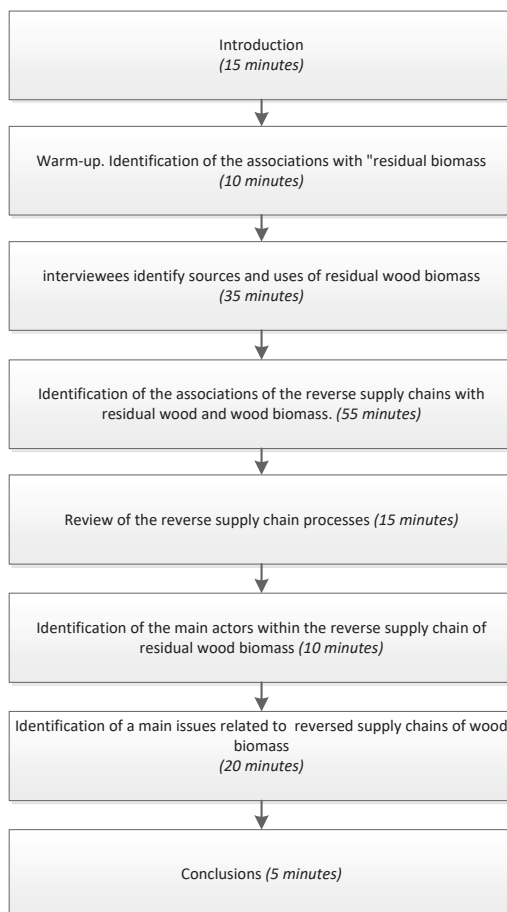 Introduction
(15 minutes)
Warm-up. Identification of the associations with "residual biomass
(10 minutes)
interviewees identify sources and uses of residual wood biomass
(35 minutes)
Identification of the associations of the reverse supply chains with
residual wood and wood biomass. (55 minutes)
Review of the reverse supply chain processes (15 minutes)
Identification of the main actors within the reverse supply chain of
residual wood biomass (10 minutes)
Identification of a main issues related to  reversed supply chains of wood
biomass
(20 minutes)
Conclusions (5 minutes)